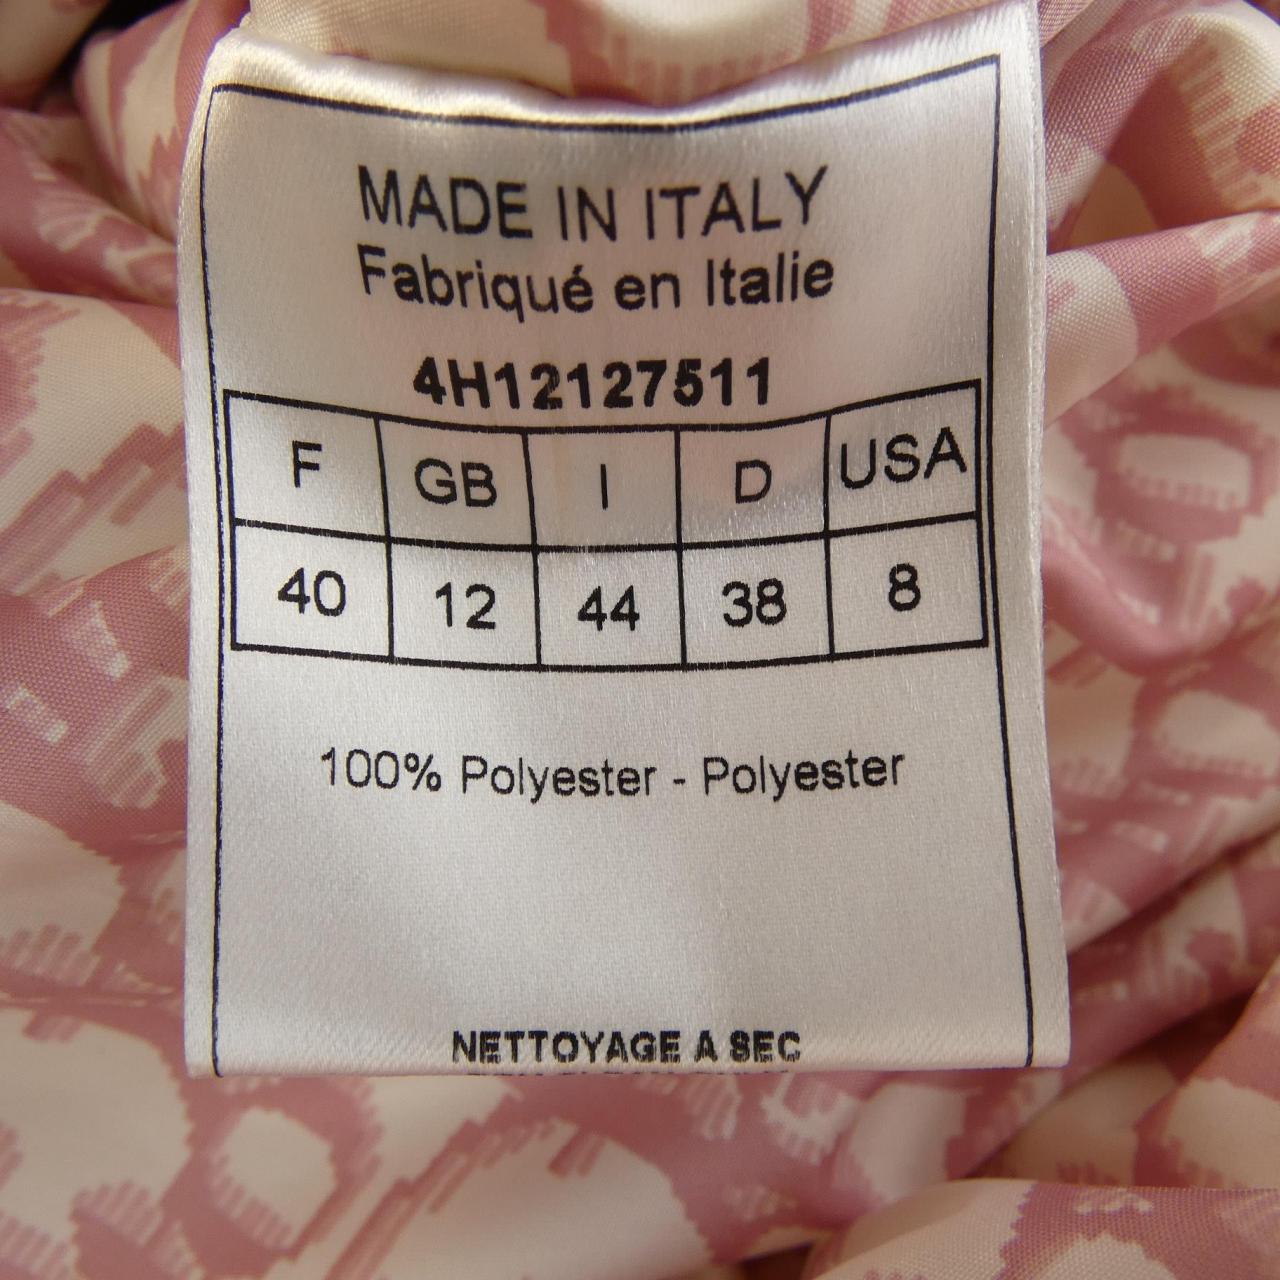 MADE IN ITALY
Fabriqué en Italie
4H12127511
F GB I D USA
40 12 44 38 8
100% Polyester - Polyester
NETTOYAGE A SEC